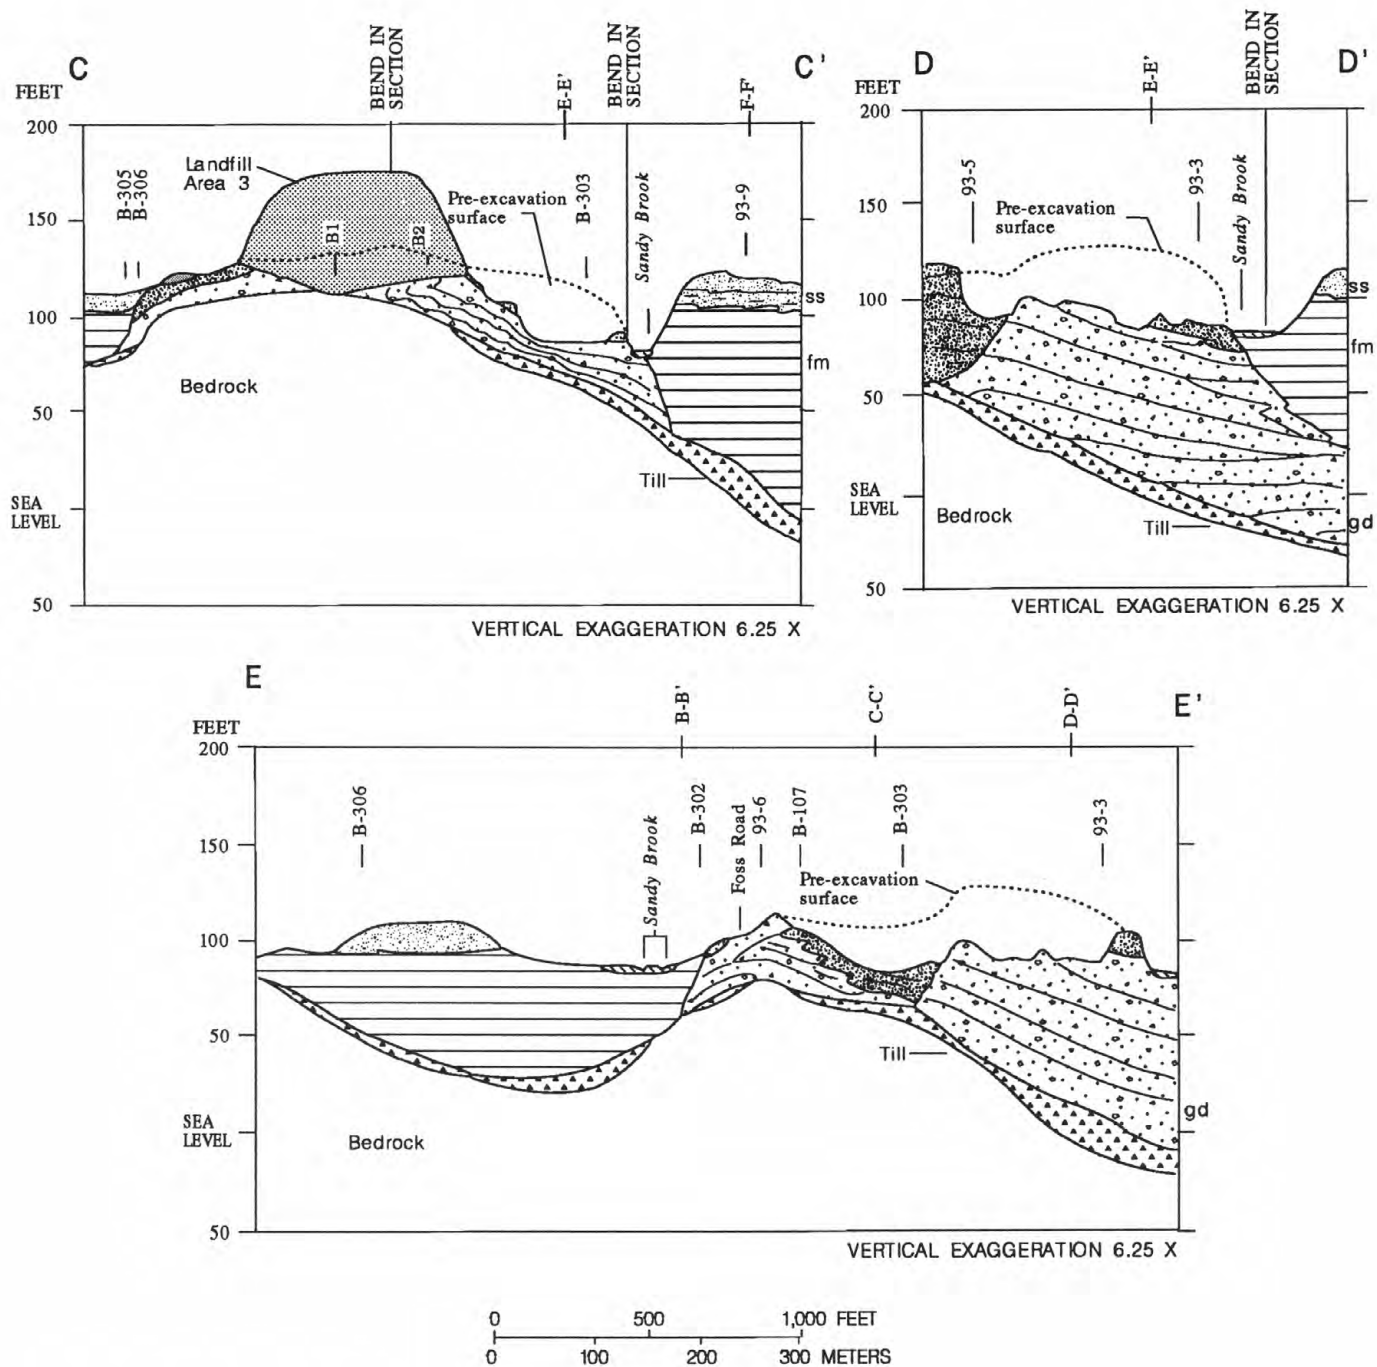 C
C'
FEET
200
150
100
50
SEA
LEVEL
50
BEND IN
SECTION
E-E'
BEND IN
SECTION
F-F'
B-305
B-306
Landfill
Area 3
B1
B2
Pre-excavation
surface
B-303
Sandy Brook
93-9
ss
fm
Bedrock
Till
VERTICAL EXAGGERATION 6.25 X
D
D'
FEET
200
150
100
50
SEA
LEVEL
50
E-E'
BEND IN
SECTION
93-5
Pre-excavation
surface
93-3
Sandy Brook
ss
fm
gd
Bedrock
Till
VERTICAL EXAGGERATION 6.25 X
E
E'
FEET
200
150
100
50
SEA
LEVEL
50
B-B'
C-C'
D-D'
B-306
Sandy Brook
B-302
Foss Road
93-6
B-107
B-303
93-3
Pre-excavation
surface
Till
gd
Bedrock
VERTICAL EXAGGERATION 6.25 X
0 500 1,000 FEET
0 100 200 300 METERS